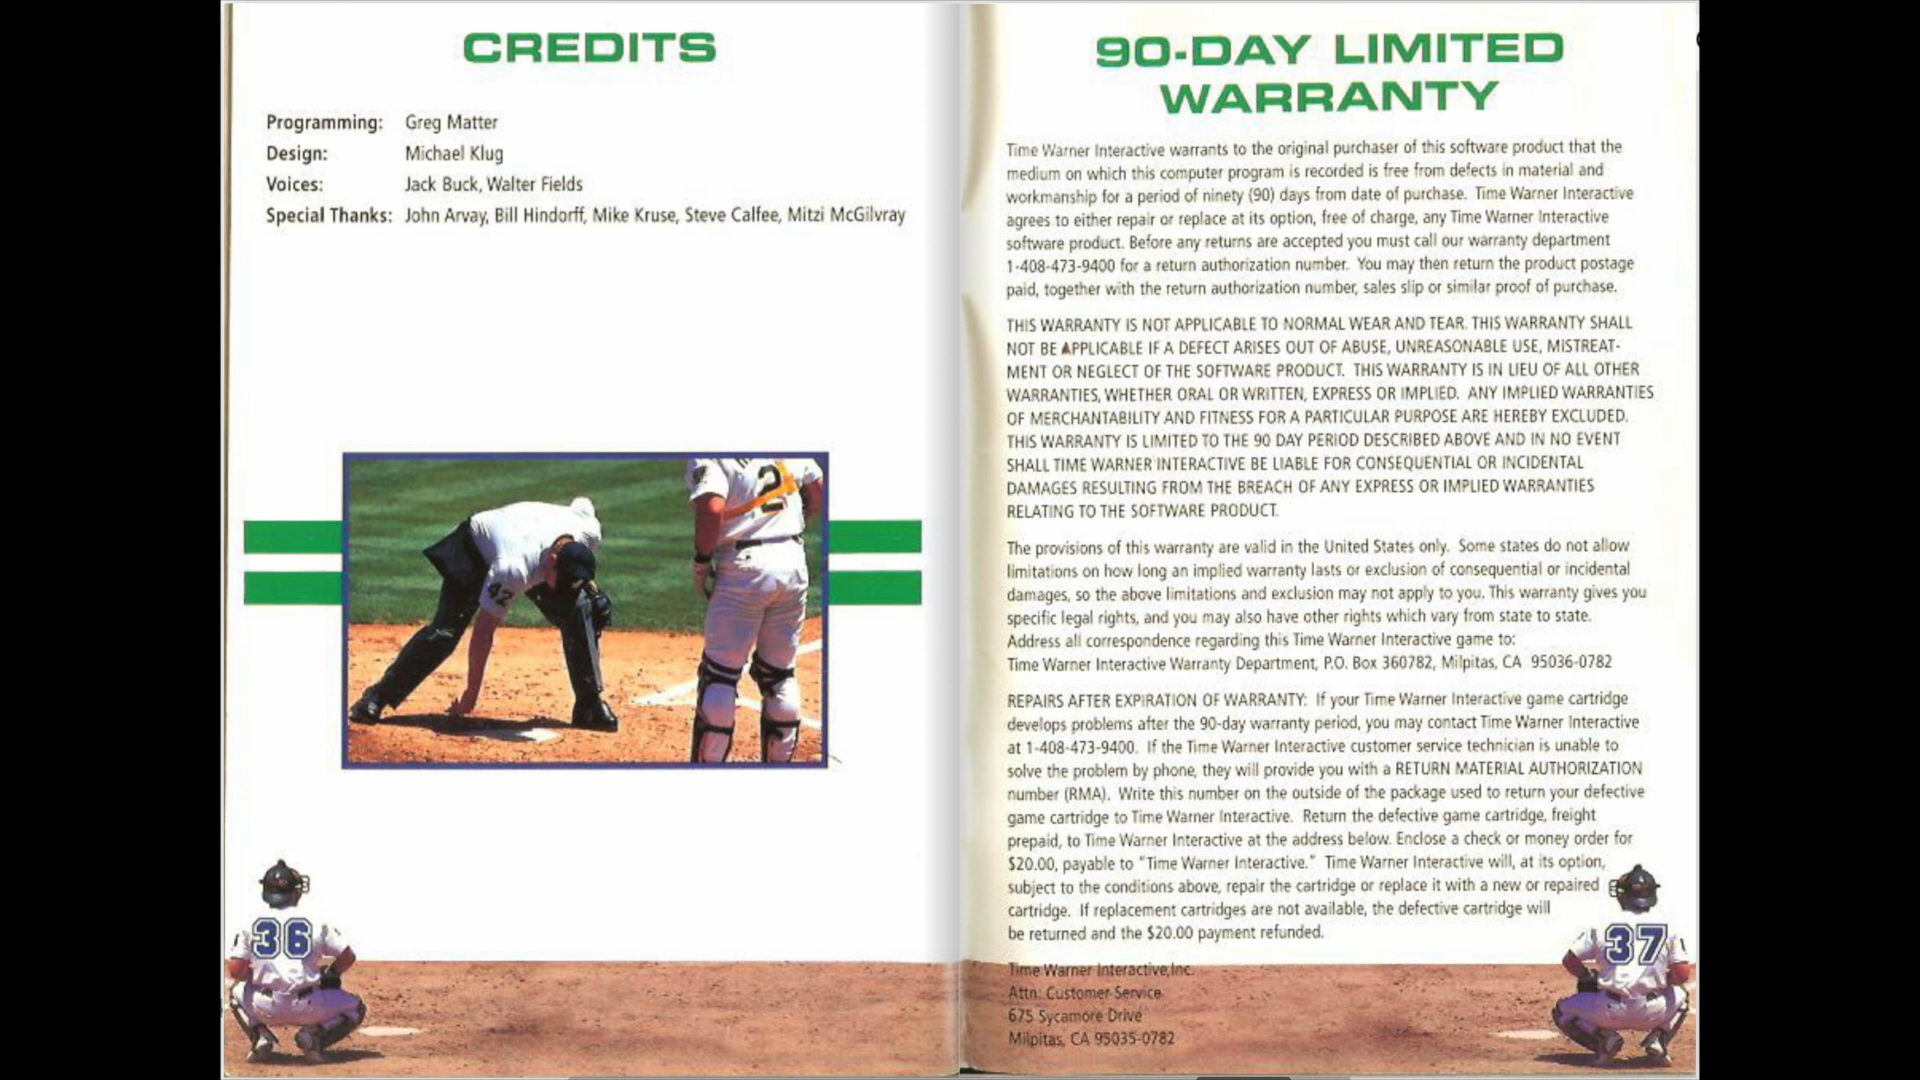 CREDITS
Programming: Greg Matter
Design: Michael Klug
Voices: Jack Buck, Walter Fields
Special Thanks: John Arvay, Bill Hindorff, Mike Kruse, Steve Calfee, Mitzi McGilvray
2
42
36
90-DAY LIMITED
WARRANTY
Time Warner Interactive warrants to the original purchaser of this software product that the
medium on which this computer program is recorded is free from defects in material and
workmanship for a period of ninety (90) days from date of purchase. Time Warner Interactive
agrees to either repair or replace at its option, free of charge, any Time Warner Interactive
software product. Before any returns are accepted you must call our warranty department
1-408-473-9400 for a return authorization number. You may then return the product postage
paid, together with the return authorization number, sales slip or similar proof of purchase.
THIS WARRANTY IS NOT APPLICABLE TO NORMAL WEAR AND TEAR. THIS WARRANTY SHALL
NOT BE APPLICABLE IF A DEFECT ARISES OUT OF ABUSE, UNREASONABLE USE, MISTREAT-
MENT OR NEGLECT OF THE SOFTWARE PRODUCT. THIS WARRANTY IS IN LIEU OF ALL OTHER
WARRANTIES, WHETHER ORAL OR WRITTEN, EXPRESS OR IMPLIED. ANY IMPLIED WARRANTIES
OF MERCHANTABILITY AND FITNESS FOR A PARTICULAR PURPOSE ARE HEREBY EXCLUDED.
THIS WARRANTY IS LIMITED TO THE 90 DAY PERIOD DESCRIBED ABOVE AND IN NO EVENT
SHALL TIME WARNER INTERACTIVE BE LIABLE FOR CONSEQUENTIAL OR INCIDENTAL
DAMAGES RESULTING FROM THE BREACH OF ANY EXPRESS OR IMPLIED WARRANTIES
RELATING TO THE SOFTWARE PRODUCT.
The provisions of this warranty are valid in the United States only. Some states do not allow
limitations on how long an implied warranty lasts or exclusion of consequential or incidental
damages, so the above limitations and exclusion may not apply to you. This warranty gives you
specific legal rights, and you may also have other rights which vary from state to state.
Address all correspondence regarding this Time Warner Interactive game to:
Time Warner Interactive Warranty Department, P.O. Box 360782, Milpitas, CA 95036-0782
REPAIRS AFTER EXPIRATION OF WARRANTY: If your Time Warner Interactive game cartridge
develops problems after the 90-day warranty period, you may contact Time Warner Interactive
at 1-408-473-9400. If the Time Warner Interactive customer service technician is unable to
solve the problem by phone, they will provide you with a RETURN MATERIAL AUTHORIZATION
number (RMA). Write this number on the outside of the package used to return your defective
game cartridge to Time Warner Interactive. Return the defective game cartridge, freight
prepaid, to Time Warner Interactive at the address below. Enclose a check or money order for
$20.00, payable to "Time Warner Interactive." Time Warner Interactive will, at its option,
subject to the conditions above, repair the cartridge or replace it with a new or repaired
cartridge. If replacement cartridges are not available, the defective cartridge will
be returned and the $20.00 payment refunded.
Time Warner Interactive,Inc.
Attn: Customer Service
675 Sycamore Drive
Milpitas, CA 95035-0782
37